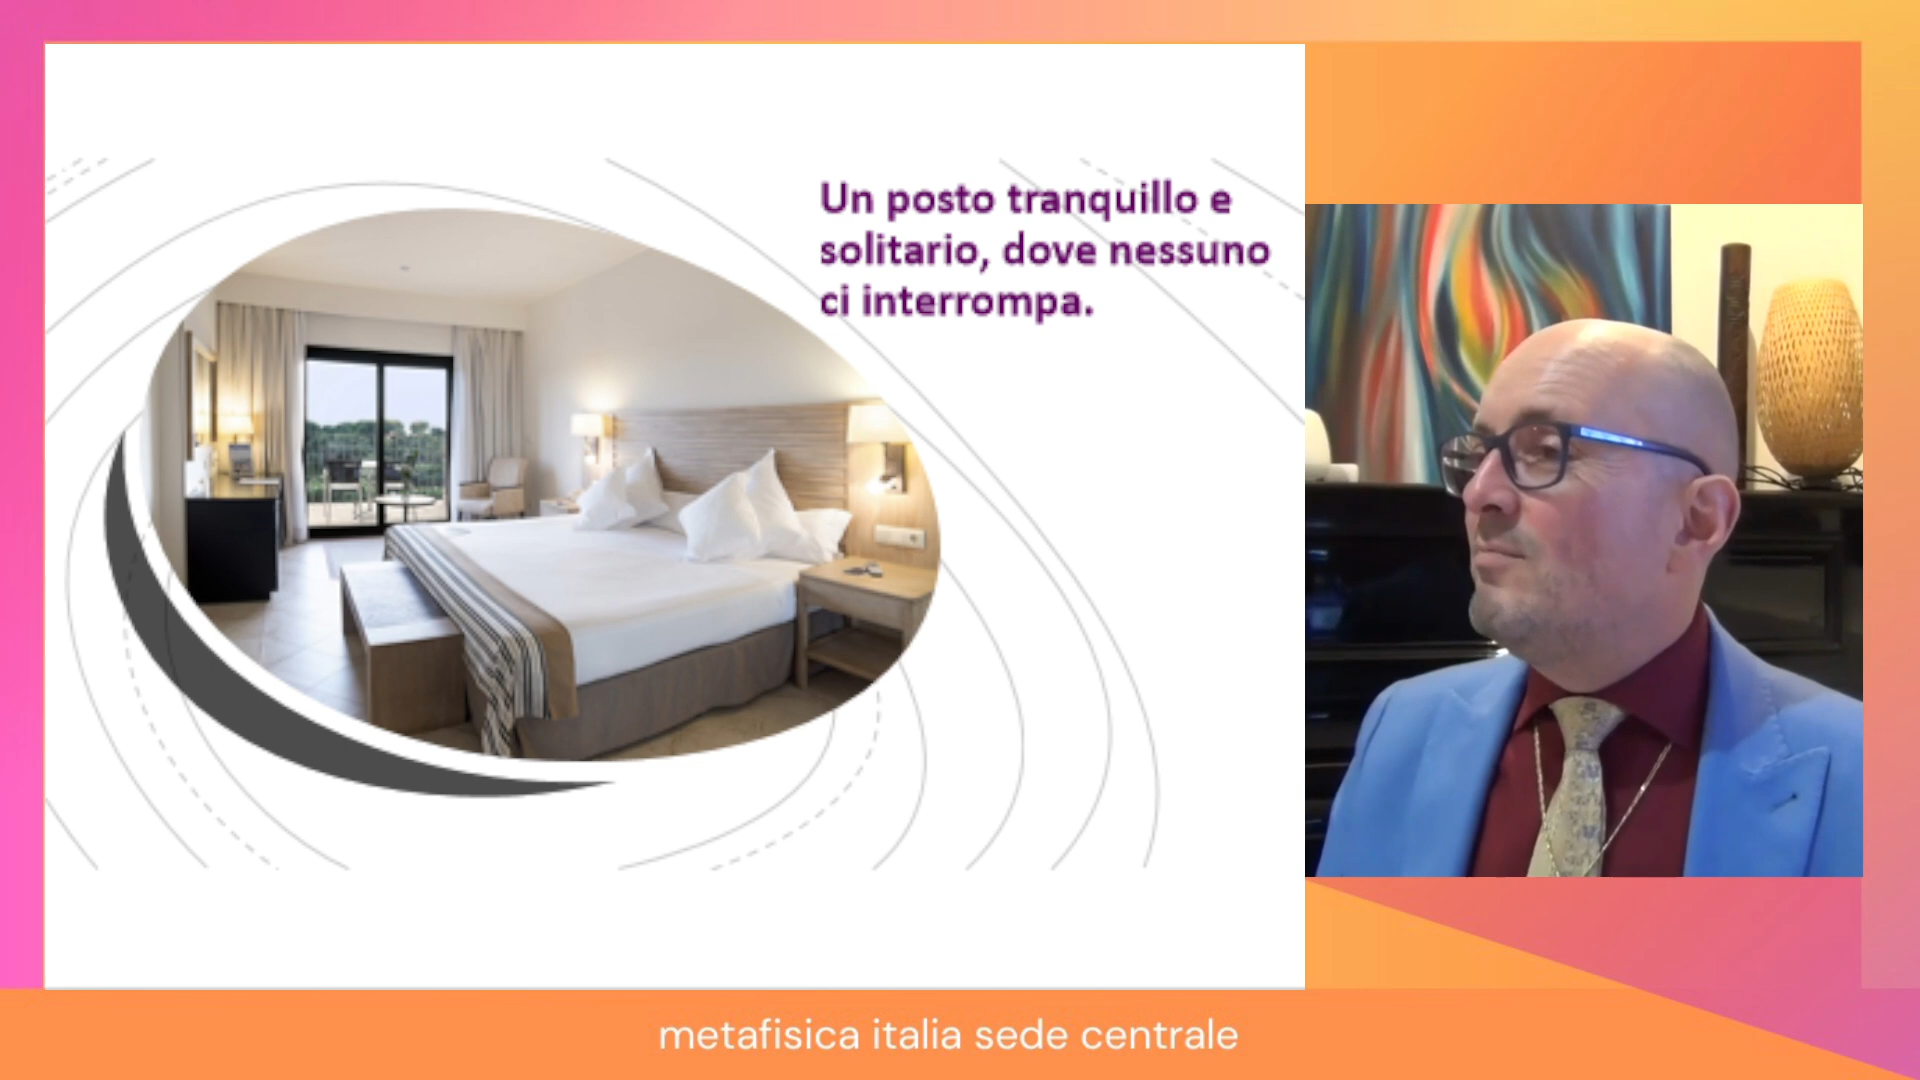 Un posto tranquillo e
solitario, dove nessuno
ci interrompa.
metafisica italia sede centrale